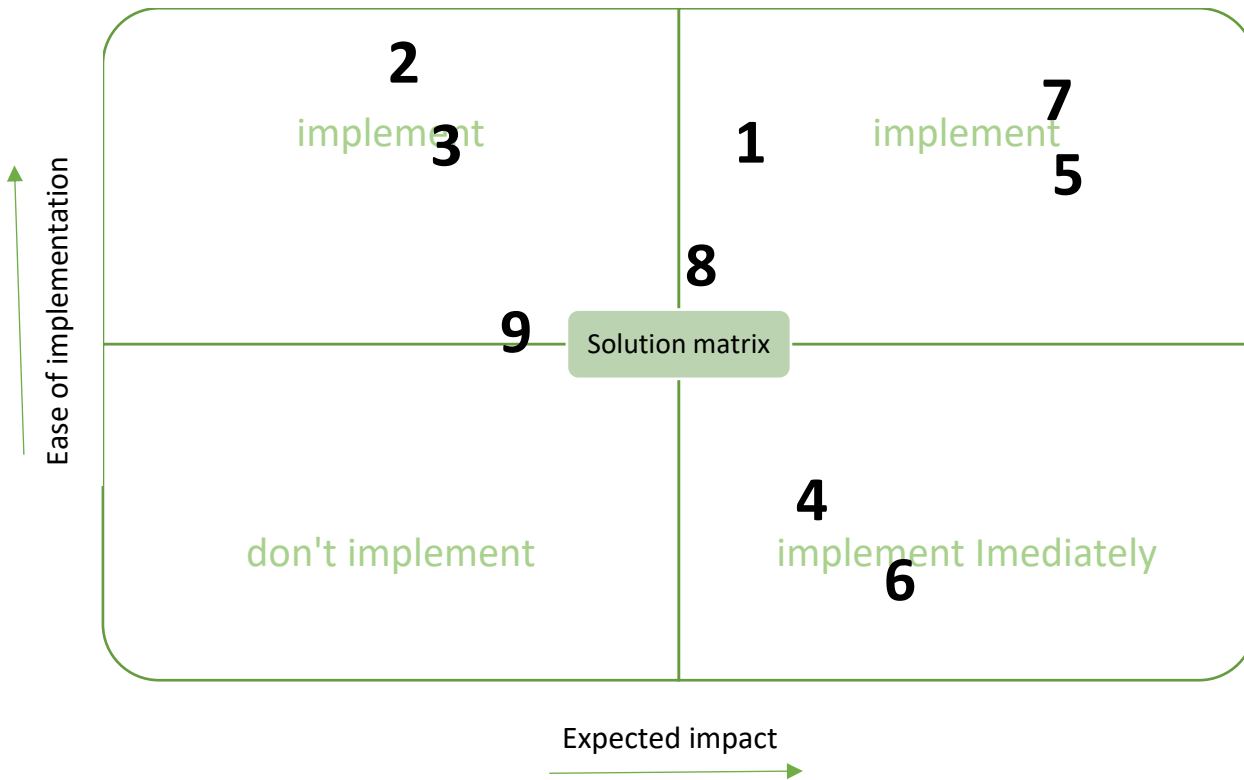 2
7
implement
3
1
implement
5
Ease of implementation
8
9
Solution matrix
4
don't implement
implement Imediately
6
Expected impact